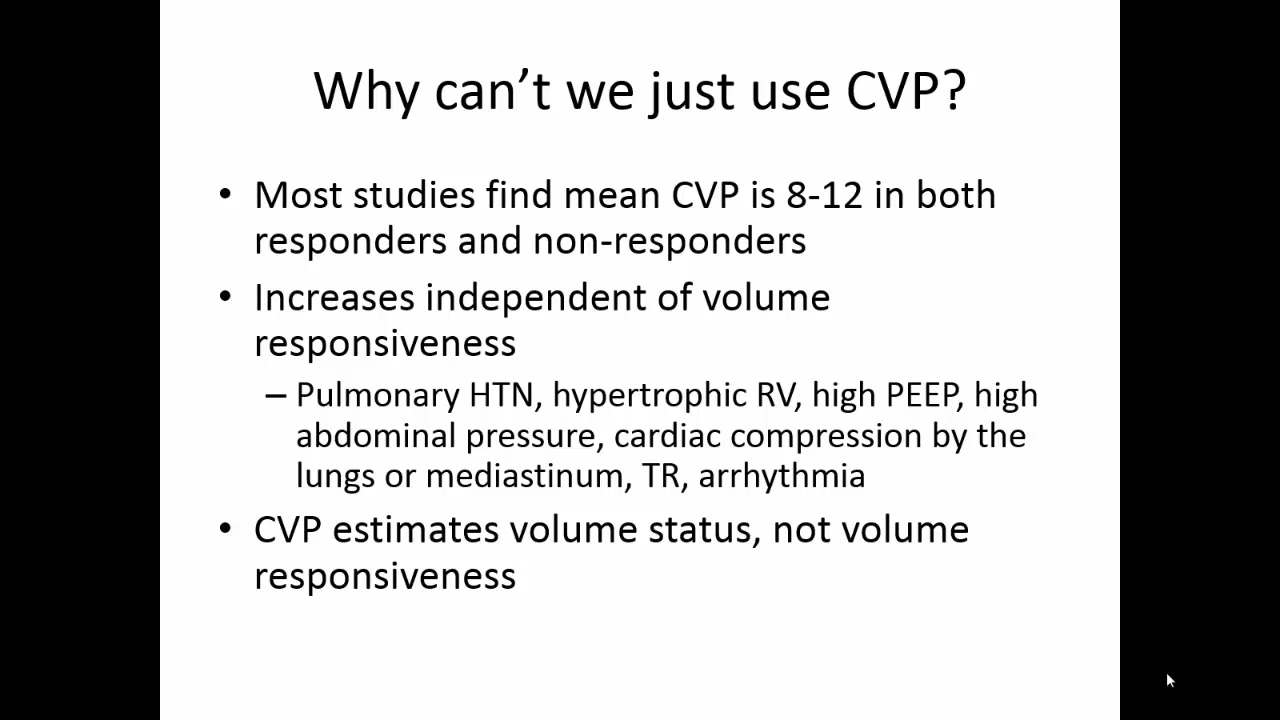 Why can’t we just use CVP?
• Most studies find mean CVP is 8-12 in both
responders and non-responders
• Increases independent of volume
responsiveness
– Pulmonary HTN, hypertrophic RV, high PEEP, high
abdominal pressure, cardiac compression by the
lungs or mediastinum, TR, arrhythmia
• CVP estimates volume status, not volume
responsiveness